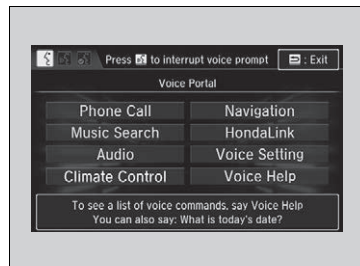 Press to interrupt voice prompt
: Exit
Voice Portal
Phone Call
Navigation
Music Search
HondaLink
Audio
Voice Setting
Climate Control
Voice Help
To see a list of voice commands, say Voice Help
You can also say: What is today's date?